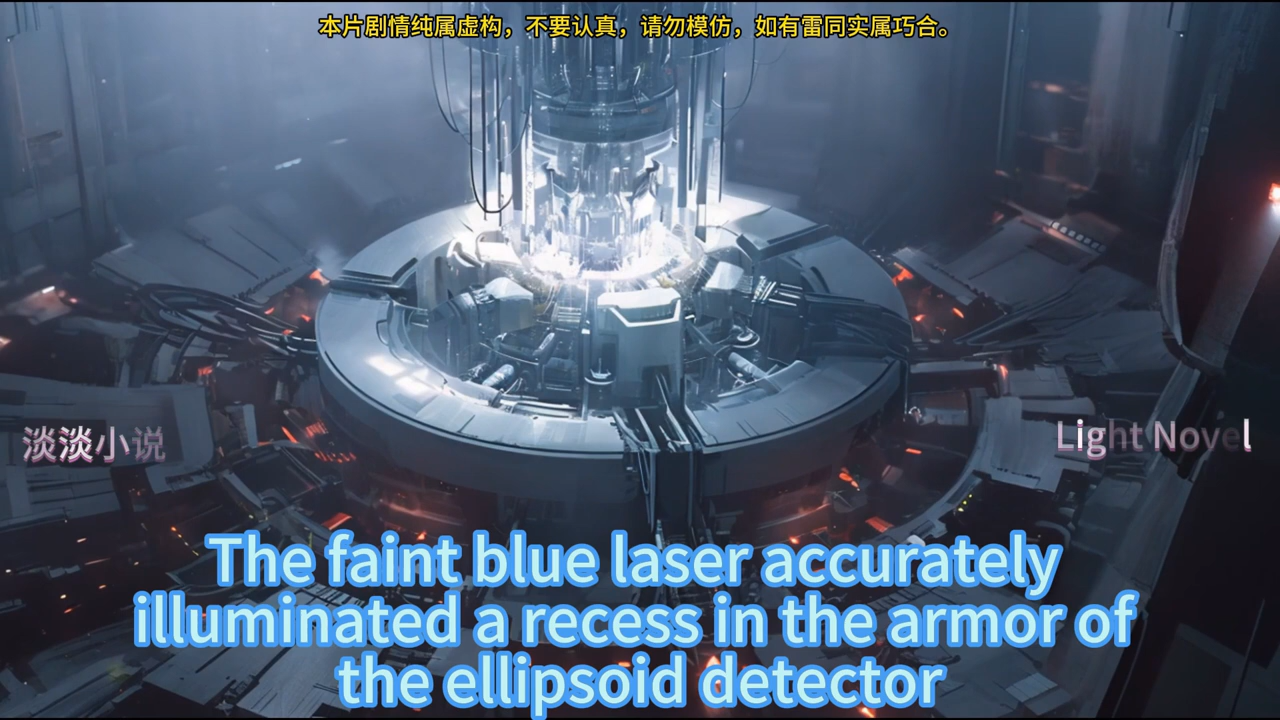 本片剧情纯属虚构，不要认真，请勿模仿，如有雷同实属巧合。
淡淡小说
Light Novel
The faint blue laser accurately
illuminated a recess in the armor of
the ellipsoid detector